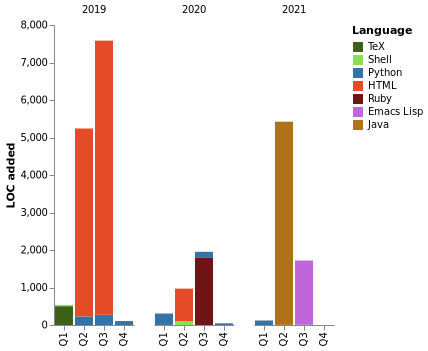 2019 2020 2021
LOC added
8,000
7,000
6,000
5,000
4,000
3,000
2,000
1,000
0
Q1 Q2 Q3 Q4 Q1 Q2 Q3 Q4 Q1 Q2 Q3 Q4
Language
TeX
Shell
Python
HTML
Ruby
Emacs Lisp
Java